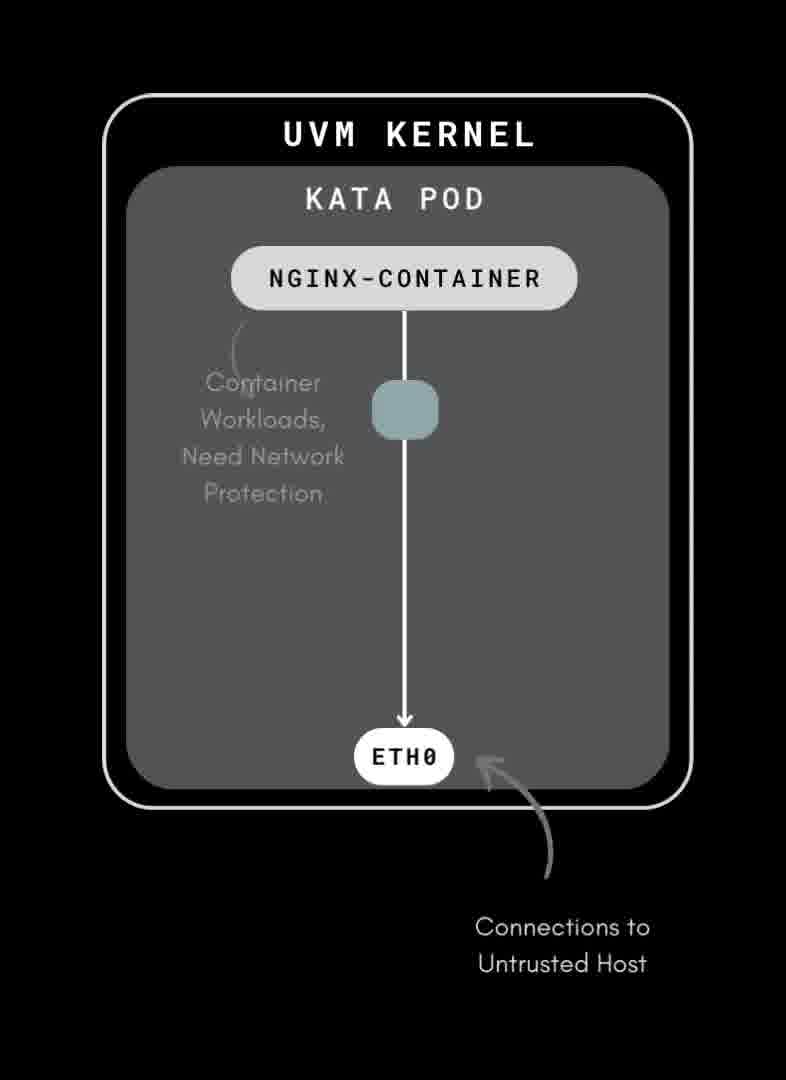 UVM KERNEL
KATA POD
NGINX-CONTAINER
Container
Workloads,
Need Network
Protection
ETH0
Connections to
Untrusted Host